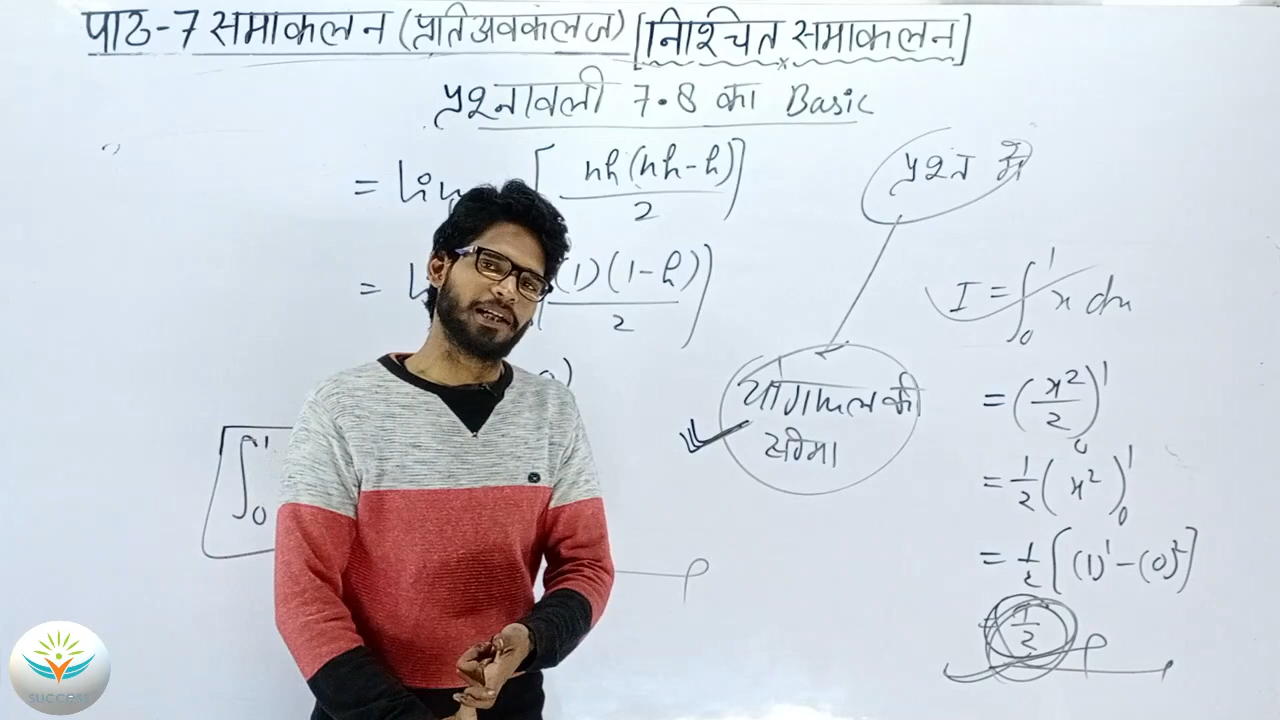 पाठ-7 समाकलन (प्रतिअवकलज) [निश्चित समाकलन]
प्रश्नावली 7.8 का Basic
= lim [ nh(nh-h) / 2 ]
= (1)(1-h) / 2 )
∫₀¹
प्रश्न में
योगफल की
सीमा
I = ∫₀¹ x dx
= (x²/2)₀¹
= 1/2 (x²)₀¹
= 1/2 [(1)¹ - (0)²]
= 1/2
SUCCESS